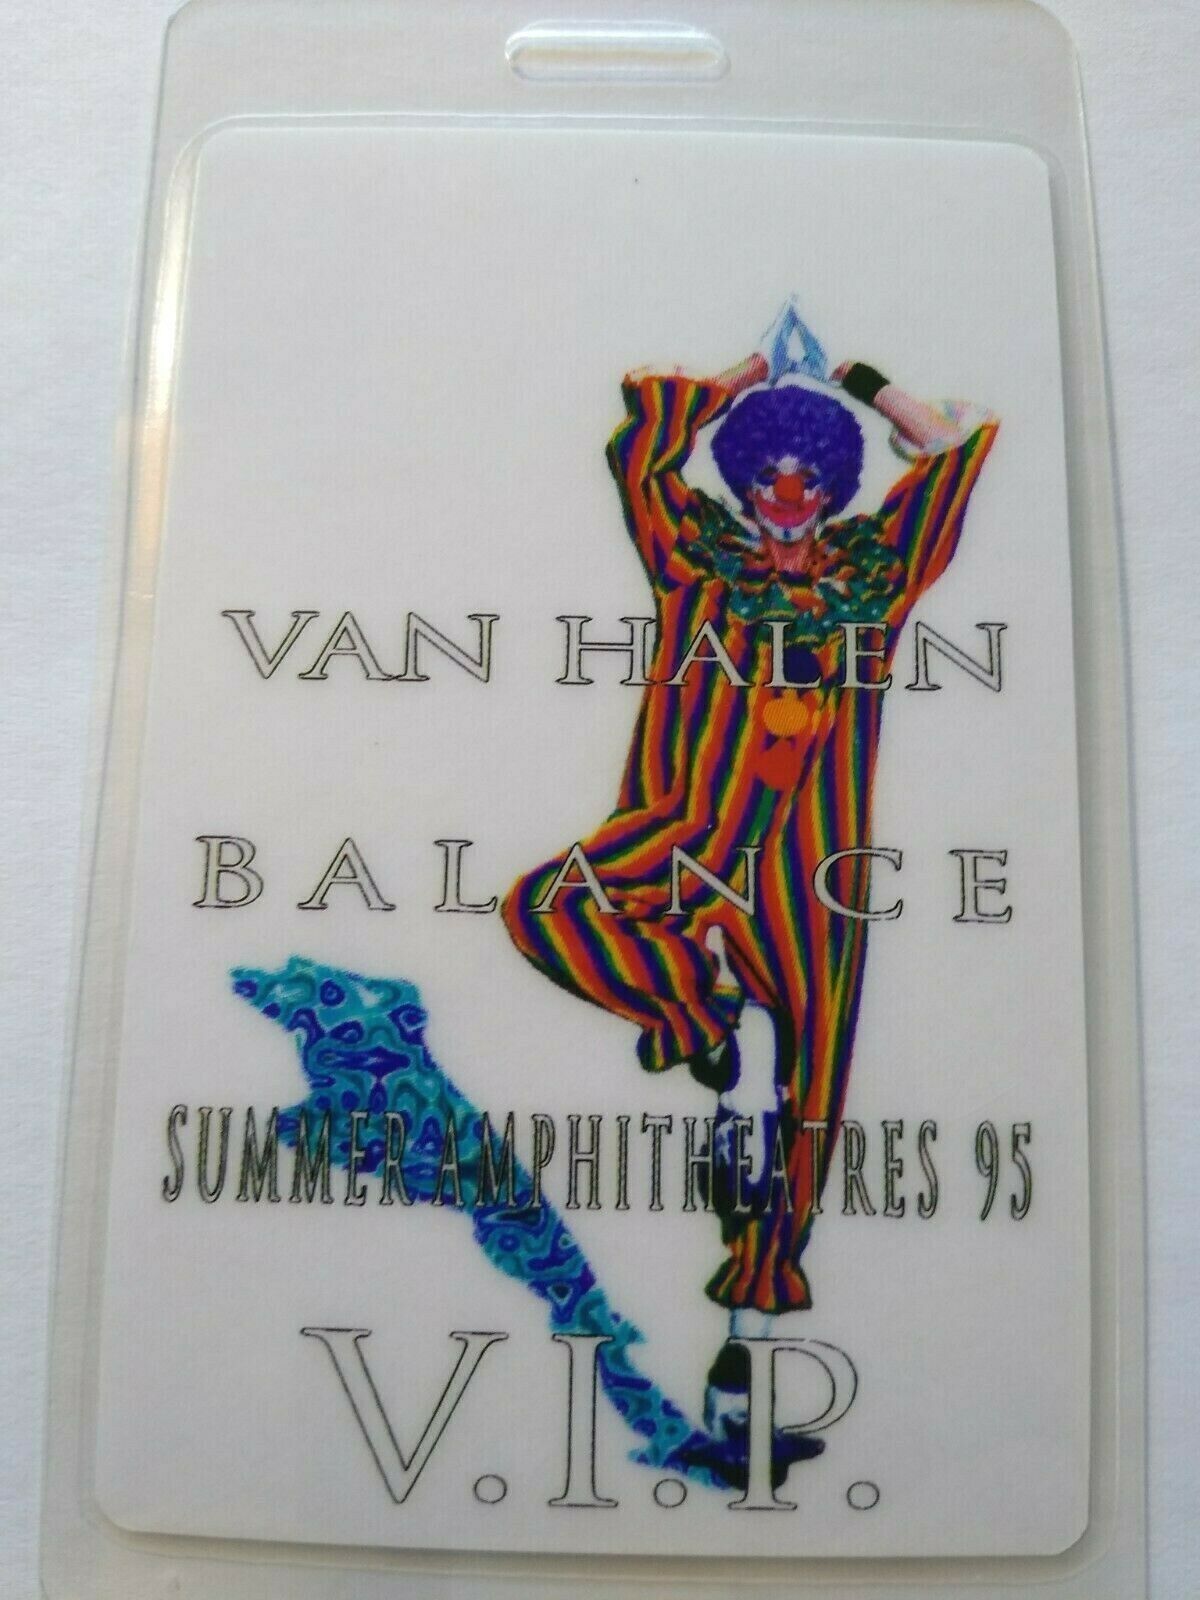 VAN HALEN
BALANCE
SUMMER AMPHITHEATRES 95
V.I.P.